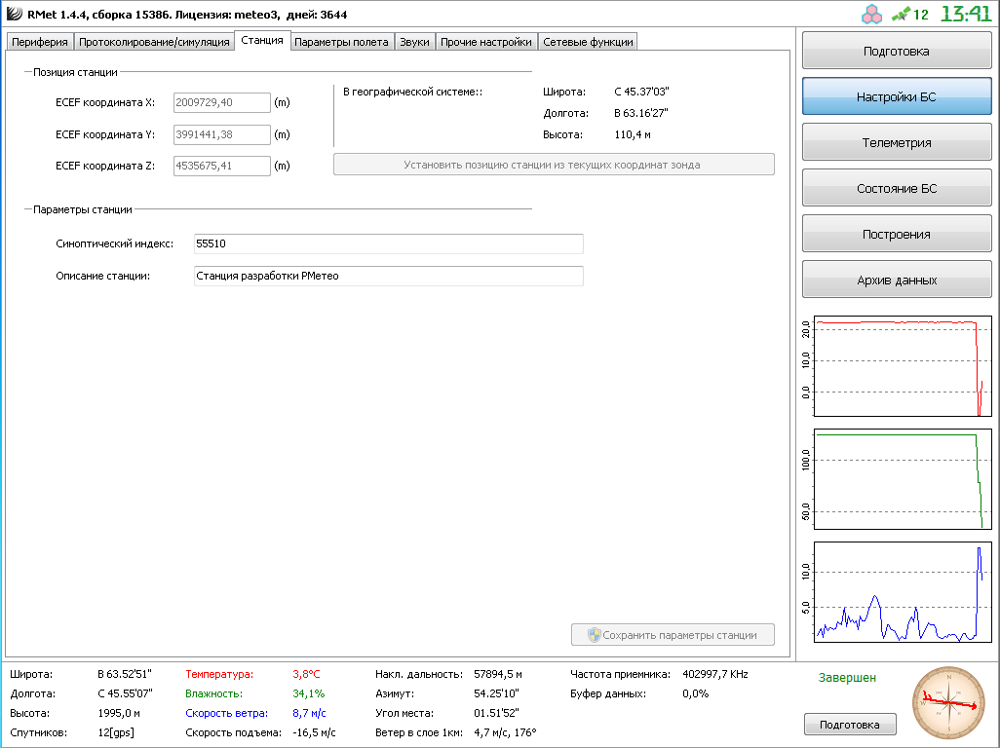 RMet 1.4.4, сборка 15386. Лицензия: meteo3, дней: 3644
12
13:41
Периферия Протоколирование/симуляция Станция Параметры полета Звуки Прочие настройки Сетевые функции
Позиция станции
ECEF координата X: 2009729,40 (m)
ECEF координата Y: 3991441,38 (m)
ECEF координата Z: 4535675,41 (m)
В географической системе::
Широта: С 45.37'03"
Долгота: В 63.16'27"
Высота: 110,4 м
Установить позицию станции из текущих координат зонда
Параметры станции
Синоптический индекс: 55510
Описание станции: Станция разработки РМетео
Сохранить параметры станции
Подготовка
Настройки БС
Телеметрия
Состояние БС
Построения
Архив данных
20,0
10,0
0,0
100,0
50,0
10,0
5,0
Широта: В 63.52'51" Температура: 3,8°C Накл. дальность: 57894,5 м Частота приемника: 402997,7 KHz
Долгота: С 45.55'07" Влажность: 34,1% Азимут: 54.25'10" Буфер данных: 0,0%
Высота: 1995,0 м Скорость ветра: 8,7 м/с Угол места: 01.51'52"
Спутников: 12[gps] Скорость подъема: -16,5 м/с Ветер в слое 1км: 4,7 м/с, 176°
Завершен
Подготовка
N
W
S